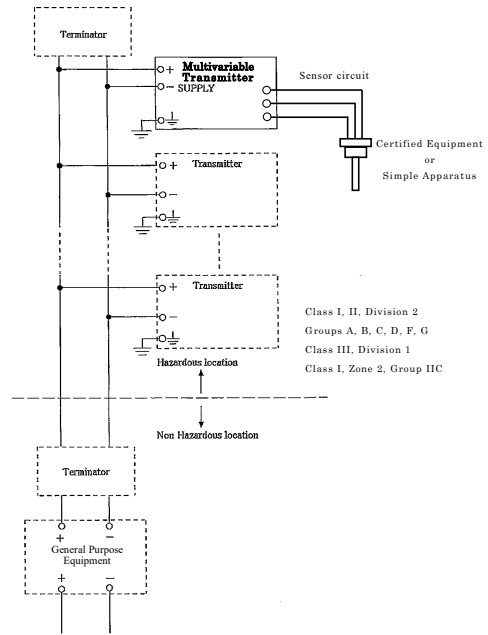 Terminator
Multivariable
Transmitter
+
− SUPPLY
Sensor circuit
Certified Equipment
or
Simple Apparatus
Transmitter
+
−
Transmitter
+
−
Class I, II, Division 2
Groups A, B, C, D, F, G
Class III, Division 1
Class I, Zone 2, Group IIC
Hazardous location
Non Hazardous location
Terminator
+ −
General Purpose
Equipment
+ −